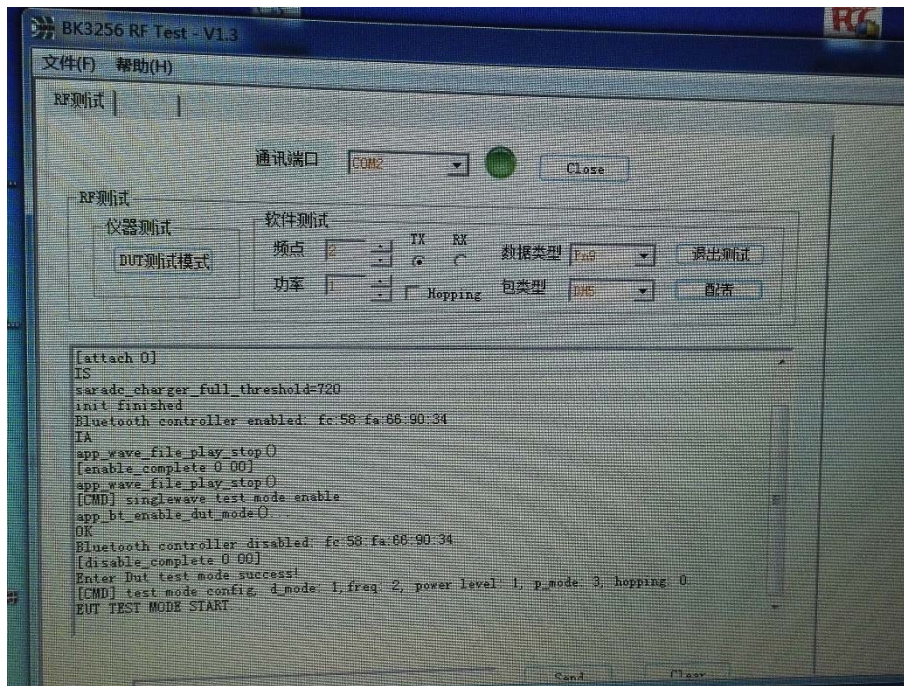 BK3256 RF Test - V1.3
文件(F) 帮助(H)
RF测试
通讯端口 COM2 Close
RF测试
仪器测试 软件测试
DUT测试模式
频点 2 TX RX 数据类型 Pn9 退出测试
功率 1 Hopping 包类型 DH5 配置
[attach 0]
IS
saradc_charger_full_threshold=720
init finished
Bluetooth controller enabled: fc:58:fa:66:90:34
IA
app_wave_file_play_stop()
[enable_complete 0 00]
app_wave_file_play_stop()
[CMD] singlewave test mode enable
app_bt_enable_dut_mode()...
OK
Bluetooth controller disabled: fc:58:fa:66:90:34
[disable_complete 0 00]
Enter Dut test mode success!
[CMD] test mode config, d_mode: 1, freq: 2, power level: 1, p_mode: 3, hopping: 0
EUT TEST MODE START
Send Clear